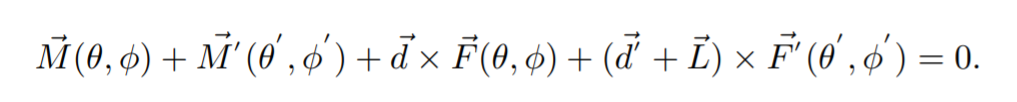 $\vec{M}(\theta, \phi) + \vec{M}'(\theta', \phi') + \vec{d} \times \vec{F}(\theta, \phi) + (\vec{d}' + \vec{L}) \times \vec{F}'(\theta', \phi') = 0.$